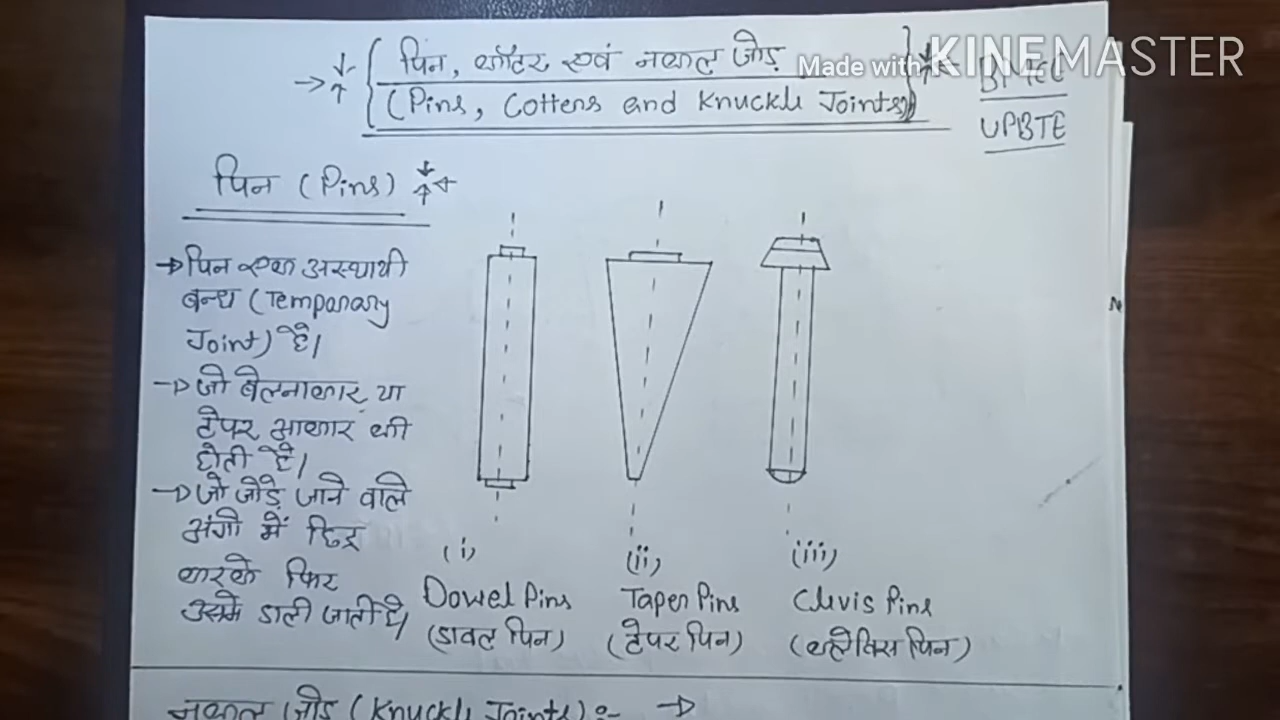 पिन, कॉटर एवं नकल जोड़
(Pins, Cotters and Knuckle Joints)
Made with KINEMASTER
UPBTE
पिन (Pins)
→ पिन एक अस्थायी
बन्ध (Temporary
Joint) है।
→ जो बेलनाकार या
टेपर आकार की
होती है।
→ जो जोड़े जाने वाले
अंगो में छिद्र
करके फिर
उसमे डाली जाती है।
(i)
Dowel Pins
(डावल पिन)
(ii)
Taper Pins
(टेपर पिन)
(iii)
Clevis Pins
(क्लेविस पिन)
नकल जोड़ (Knuckle Joints) :- →